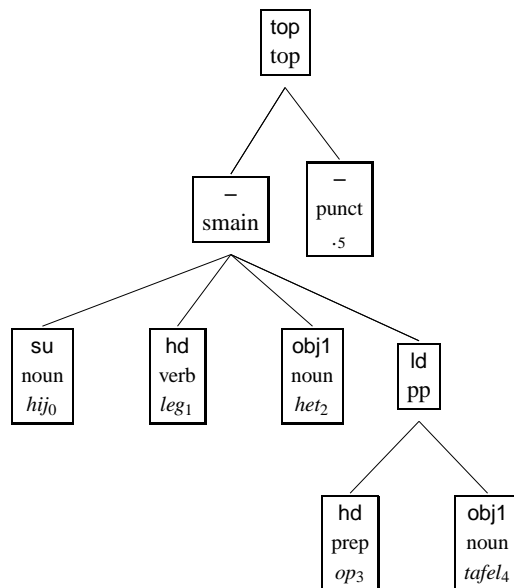 top
top
–
smain
–
punct
.5
su
noun
hij0
hd
verb
leg1
obj1
noun
het2
ld
pp
hd
prep
op3
obj1
noun
tafel4